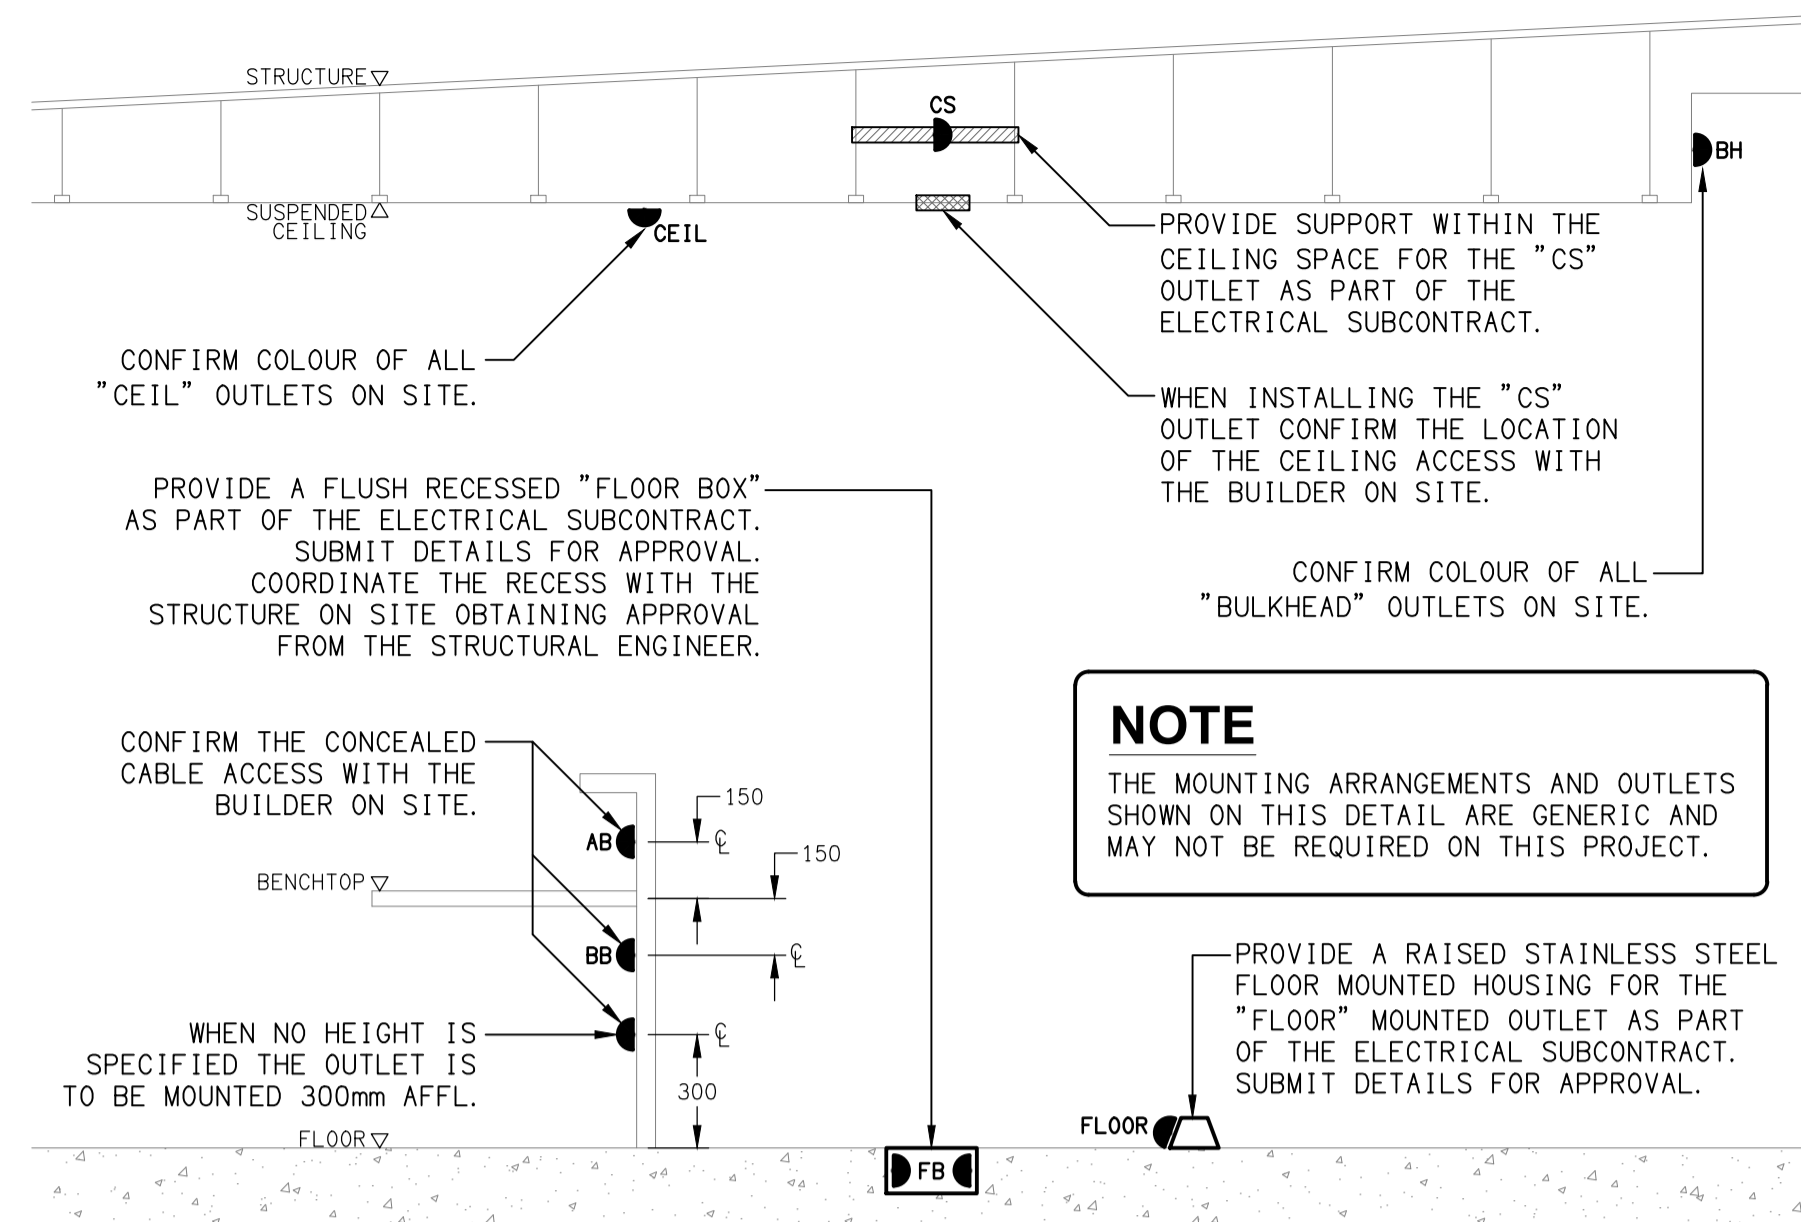 STRUCTURE
CS
BH
SUSPENDED
CEILING
CEIL
PROVIDE SUPPORT WITHIN THE
CEILING SPACE FOR THE "CS"
OUTLET AS PART OF THE
ELECTRICAL SUBCONTRACT.
CONFIRM COLOUR OF ALL
"CEIL" OUTLETS ON SITE.
WHEN INSTALLING THE "CS"
OUTLET CONFIRM THE LOCATION
OF THE CEILING ACCESS WITH
THE BUILDER ON SITE.
PROVIDE A FLUSH RECESSED "FLOOR BOX"
AS PART OF THE ELECTRICAL SUBCONTRACT.
SUBMIT DETAILS FOR APPROVAL.
COORDINATE THE RECESS WITH THE
STRUCTURE ON SITE OBTAINING APPROVAL
FROM THE STRUCTURAL ENGINEER.
CONFIRM COLOUR OF ALL
"BULKHEAD" OUTLETS ON SITE.
NOTE
THE MOUNTING ARRANGEMENTS AND OUTLETS
SHOWN ON THIS DETAIL ARE GENERIC AND
MAY NOT BE REQUIRED ON THIS PROJECT.
CONFIRM THE CONCEALED
CABLE ACCESS WITH THE
BUILDER ON SITE.
150
AB
℄
150
BENCHTOP
BB
℄
WHEN NO HEIGHT IS
SPECIFIED THE OUTLET IS
TO BE MOUNTED 300mm AFFL.
℄
300
PROVIDE A RAISED STAINLESS STEEL
FLOOR MOUNTED HOUSING FOR THE
"FLOOR" MOUNTED OUTLET AS PART
OF THE ELECTRICAL SUBCONTRACT.
SUBMIT DETAILS FOR APPROVAL.
FLOOR
FLOOR
FB